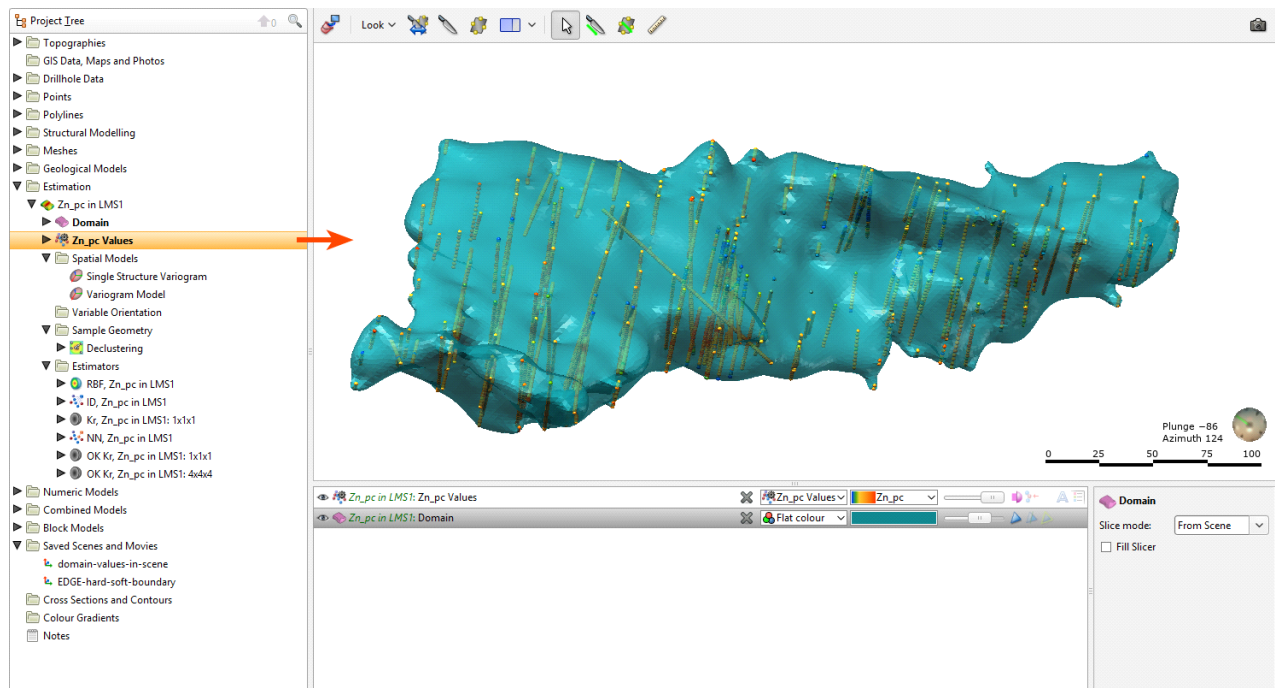 Project Tree
0
Look
Topographies
GIS Data, Maps and Photos
Drillhole Data
Points
Polylines
Structural Modelling
Meshes
Geological Models
Estimation
Zn_pc in LMS1
Domain
Zn_pc Values
Spatial Models
Single Structure Variogram
Variogram Model
Variable Orientation
Sample Geometry
Declustering
Estimators
RBF, Zn_pc in LMS1
ID, Zn_pc in LMS1
Kr, Zn_pc in LMS1: 1x1x1
NN, Zn_pc in LMS1
OK Kr, Zn_pc in LMS1: 1x1x1
OK Kr, Zn_pc in LMS1: 4x4x4
Numeric Models
Combined Models
Block Models
Saved Scenes and Movies
domain-values-in-scene
EDGE-hard-soft-boundary
Cross Sections and Contours
Colour Gradients
Notes
Plunge −86
Azimuth 124
0 25 50 75 100
Zn_pc in LMS1: Zn_pc Values Zn_pc Values Zn_pc
Zn_pc in LMS1: Domain Flat colour
Domain
Slice mode: From Scene
Fill Slicer